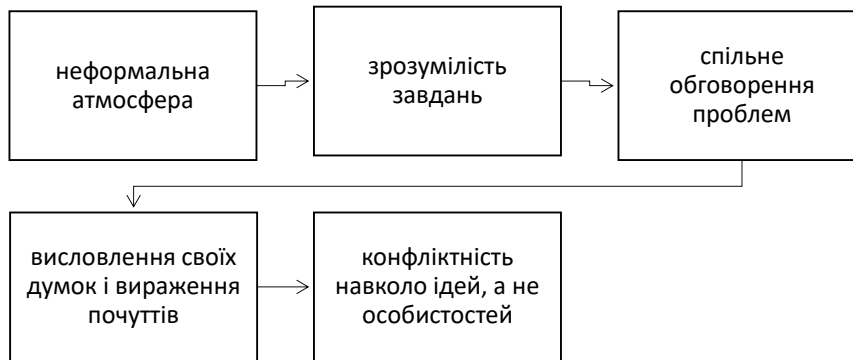 неформальна
атмосфера
зрозумілість
завдань
спільне
обговорення
проблем
висловлення своїх
думок і вираження
почуттів
конфліктність
навколо ідей, а не
особистостей